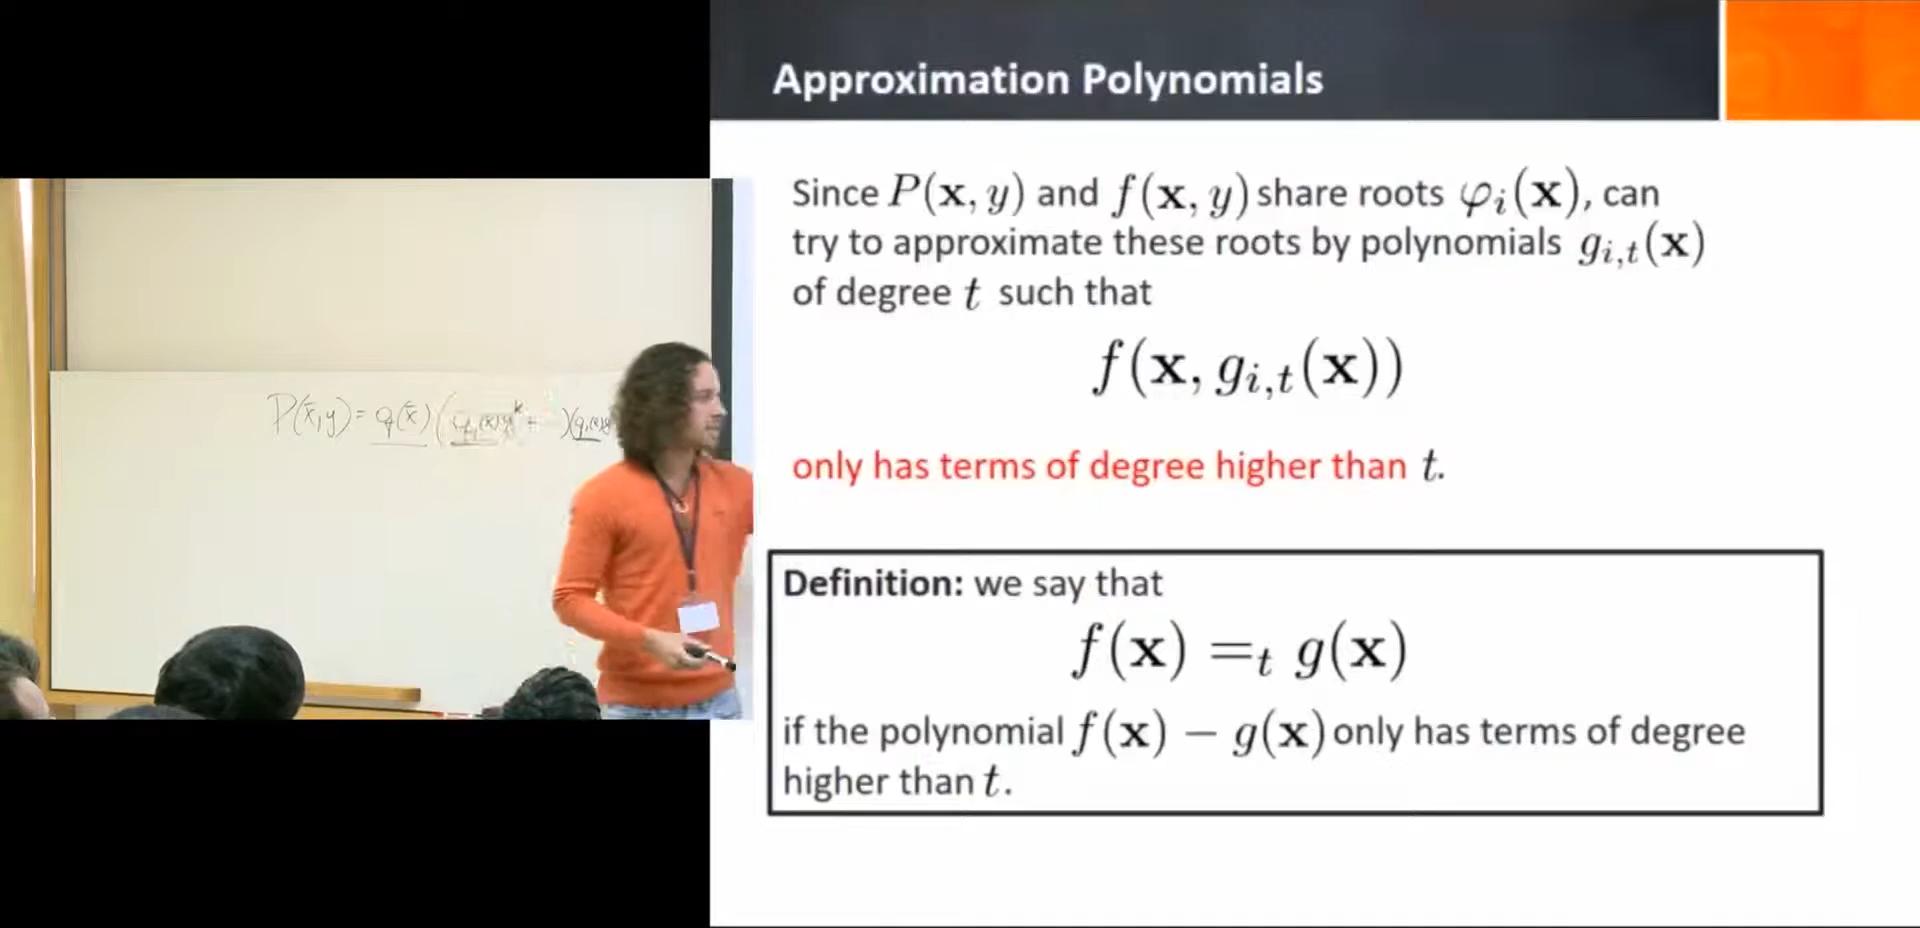 Approximation Polynomials
Since P(x, y) and f(x, y) share roots φᵢ(x), can
try to approximate these roots by polynomials gᵢ,ₜ(x)
of degree t such that
f(x, gᵢ,ₜ(x))
only has terms of degree higher than t.
Definition: we say that
f(x) =ₜ g(x)
if the polynomial f(x) − g(x) only has terms of degree
higher than t.
P(x̄,y)= q(x̄)